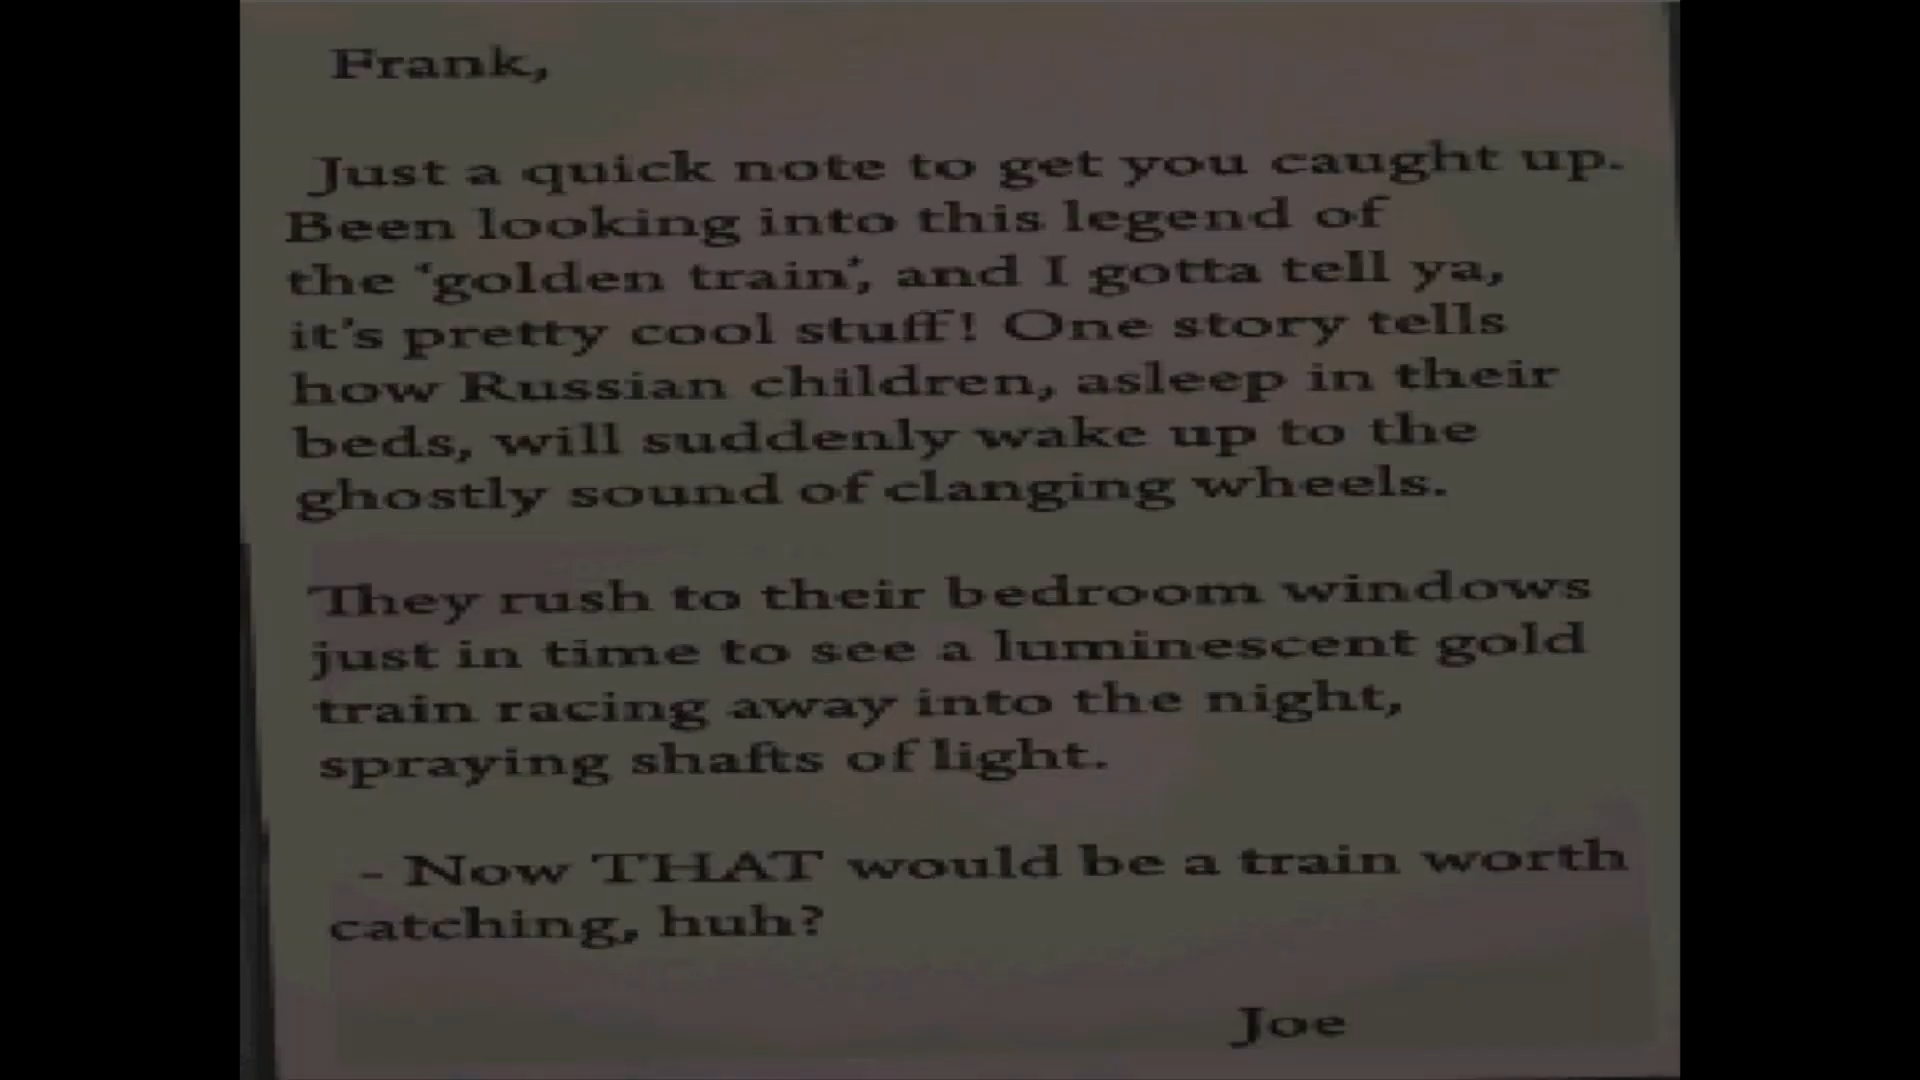 Frank,
Just a quick note to get you caught up.
Been looking into this legend of
the ‘golden train’, and I gotta tell ya,
it's pretty cool stuff! One story tells
how Russian children, asleep in their
beds, will suddenly wake up to the
ghostly sound of clanging wheels.
They rush to their bedroom windows
just in time to see a luminescent gold
train racing away into the night,
spraying shafts of light.
- Now THAT would be a train worth
catching, huh?
Joe